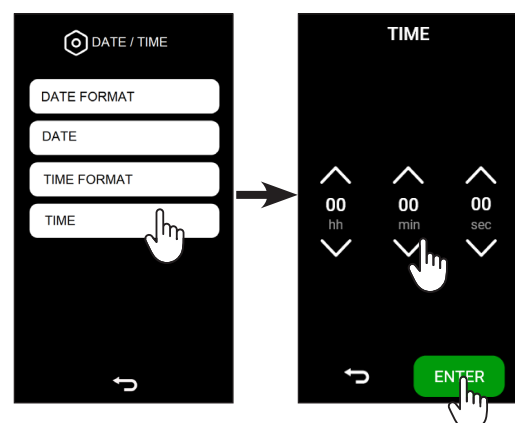 DATE / TIME
DATE FORMAT
DATE
TIME FORMAT
TIME
TIME
00 00 00
hh min sec
ENTER